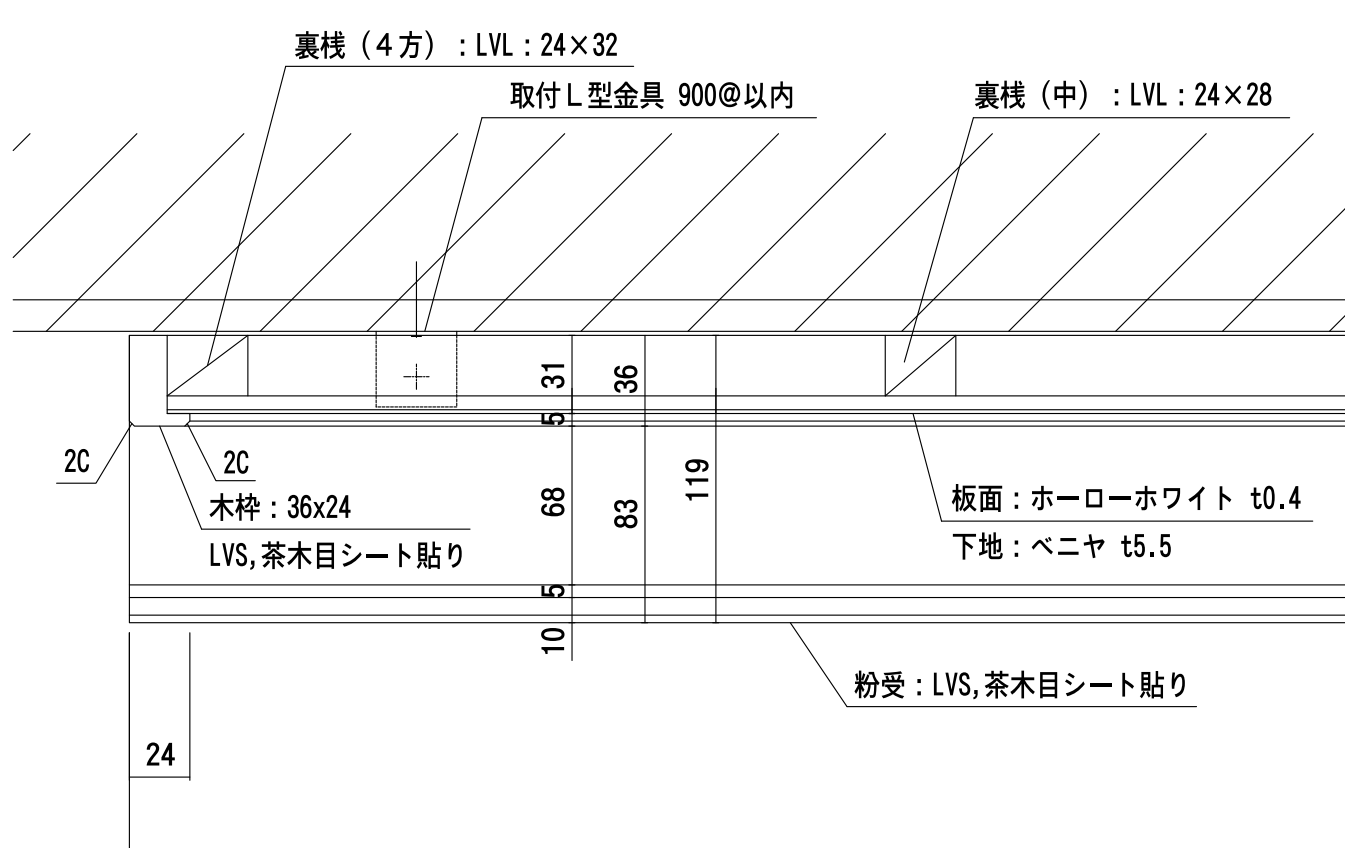 裏桟（４方）：LVL：24×32
取付Ｌ型金具 900@以内
裏桟（中）：LVL：24×28
31
36
5
2C
2C
119
68
83
木枠：36x24
LVS,茶木目シート貼り
板面：ホーローホワイト t0.4
下地：ベニヤ t5.5
5
10
粉受：LVS,茶木目シート貼り
24